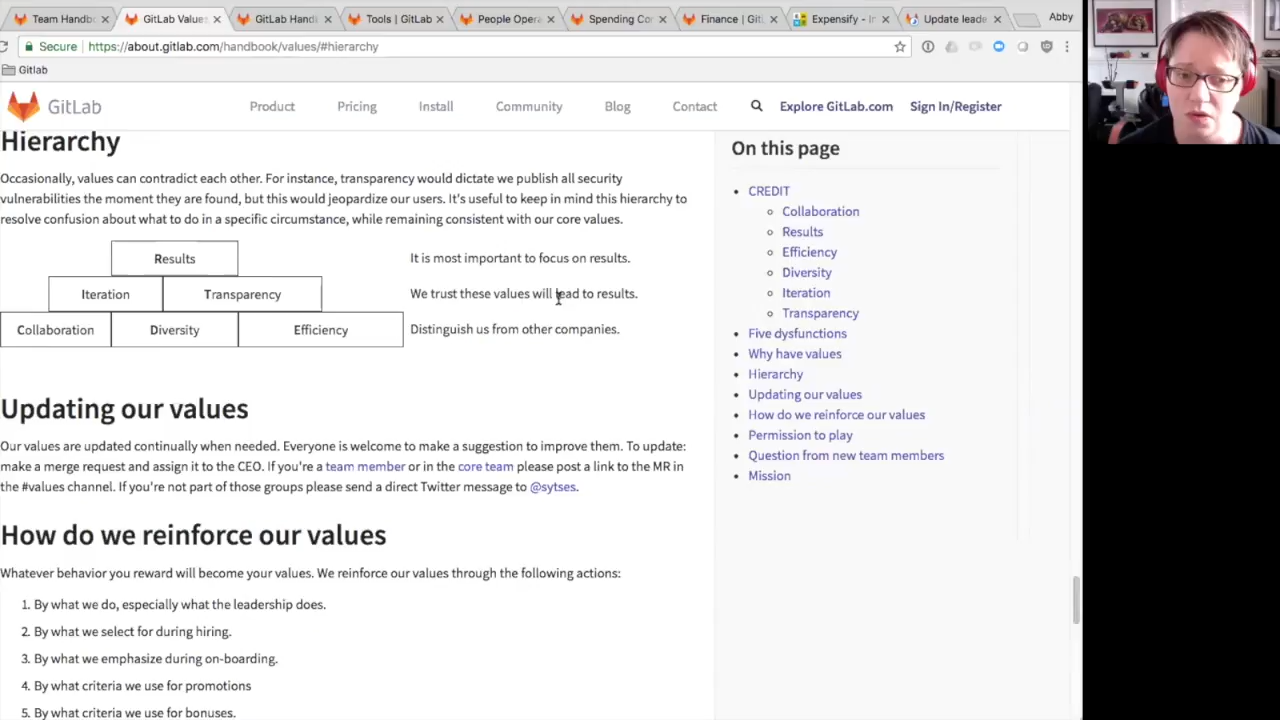 Team Handbo
GitLab Values
GitLab Handl
Tools | GitLab
People Opera
Spending Cor
Finance | GitL
Expensify - In
Update leade
Abby
Secure
https://about.gitlab.com/handbook/values/#hierarchy
Gitlab
GitLab
Product
Pricing
Install
Community
Blog
Contact
Explore GitLab.com
Sign In/Register
Hierarchy
Occasionally, values can contradict each other. For instance, transparency would dictate we publish all security
vulnerabilities the moment they are found, but this would jeopardize our users. It's useful to keep in mind this hierarchy to
resolve confusion about what to do in a specific circumstance, while remaining consistent with our core values.
Results
It is most important to focus on results.
Iteration
Transparency
We trust these values will lead to results.
Collaboration
Diversity
Efficiency
Distinguish us from other companies.
Updating our values
Our values are updated continually when needed. Everyone is welcome to make a suggestion to improve them. To update:
make a merge request and assign it to the CEO. If you're a team member or in the core team please post a link to the MR in
the #values channel. If you're not part of those groups please send a direct Twitter message to @sytses.
How do we reinforce our values
Whatever behavior you reward will become your values. We reinforce our values through the following actions:
1. By what we do, especially what the leadership does.
2. By what we select for during hiring.
3. By what we emphasize during on-boarding.
4. By what criteria we use for promotions
5. By what criteria we use for bonuses.
On this page
CREDIT
Collaboration
Results
Efficiency
Diversity
Iteration
Transparency
Five dysfunctions
Why have values
Hierarchy
Updating our values
How do we reinforce our values
Permission to play
Question from new team members
Mission